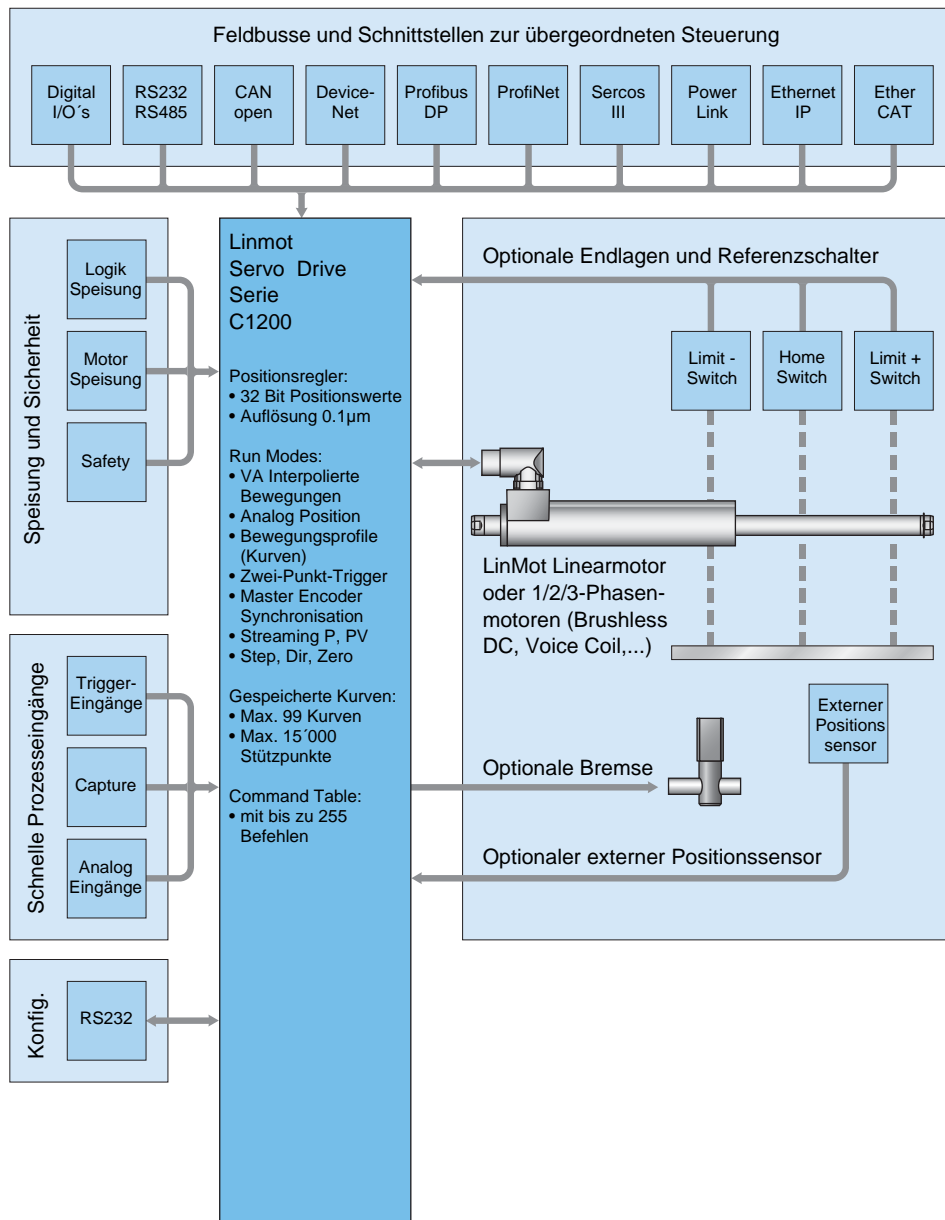 Feldbusse und Schnittstellen zur übergeordneten Steuerung
Digital
I/O´s
RS232
RS485
CAN
open
Device-
Net
Profibus
DP
ProfiNet
Sercos
III
Power
Link
Ethernet
IP
Ether
CAT
Speisung und Sicherheit
Logik
Speisung
Motor
Speisung
Safety
Schnelle Prozesseingänge
Trigger-
Eingänge
Capture
Analog
Eingänge
Konfig.
RS232
Linmot
Servo Drive
Serie
C1200
Positionsregler:
• 32 Bit Positionswerte
• Auflösung 0.1µm
Run Modes:
• VA Interpolierte
Bewegungen
• Analog Position
• Bewegungsprofile
(Kurven)
• Zwei-Punkt-Trigger
• Master Encoder
Synchronisation
• Streaming P, PV
• Step, Dir, Zero
Gespeicherte Kurven:
• Max. 99 Kurven
• Max. 15´000
Stützpunkte
Command Table:
• mit bis zu 255
Befehlen
Optionale Endlagen und Referenzschalter
Limit -
Switch
Home
Switch
Limit +
Switch
LinMot Linearmotor
oder 1/2/3-Phasen-
motoren (Brushless
DC, Voice Coil,...)
Externer
Positions
sensor
Optionale Bremse
Optionaler externer Positionssensor